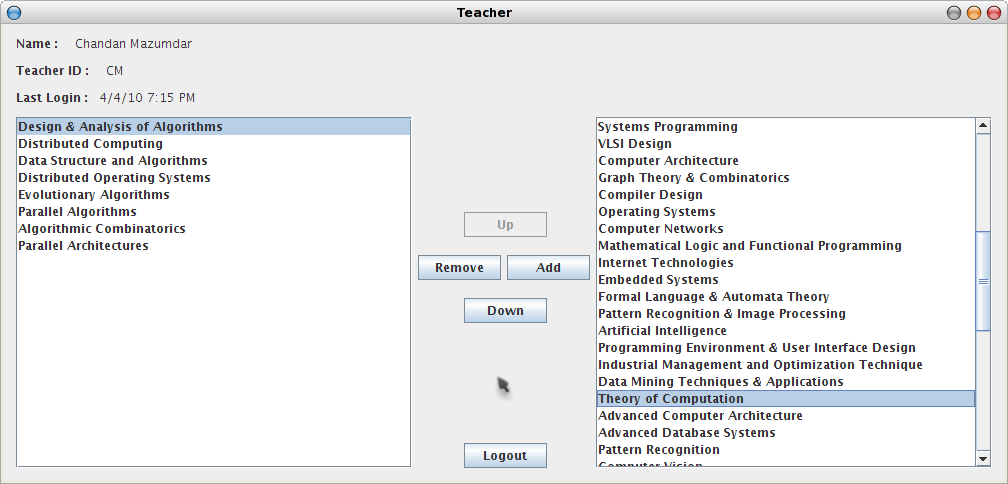 Teacher
Name : Chandan Mazumdar
Teacher ID : CM
Last Login : 4/4/10 7:15 PM
Design & Analysis of Algorithms
Distributed Computing
Data Structure and Algorithms
Distributed Operating Systems
Evolutionary Algorithms
Parallel Algorithms
Algorithmic Combinatorics
Parallel Architectures
Up
Remove
Add
Down
Logout
Systems Programming
VLSI Design
Computer Architecture
Graph Theory & Combinatorics
Compiler Design
Operating Systems
Computer Networks
Mathematical Logic and Functional Programming
Internet Technologies
Embedded Systems
Formal Language & Automata Theory
Pattern Recognition & Image Processing
Artificial Intelligence
Programming Environment & User Interface Design
Industrial Management and Optimization Technique
Data Mining Techniques & Applications
Theory of Computation
Advanced Computer Architecture
Advanced Database Systems
Pattern Recognition
Computer Vision